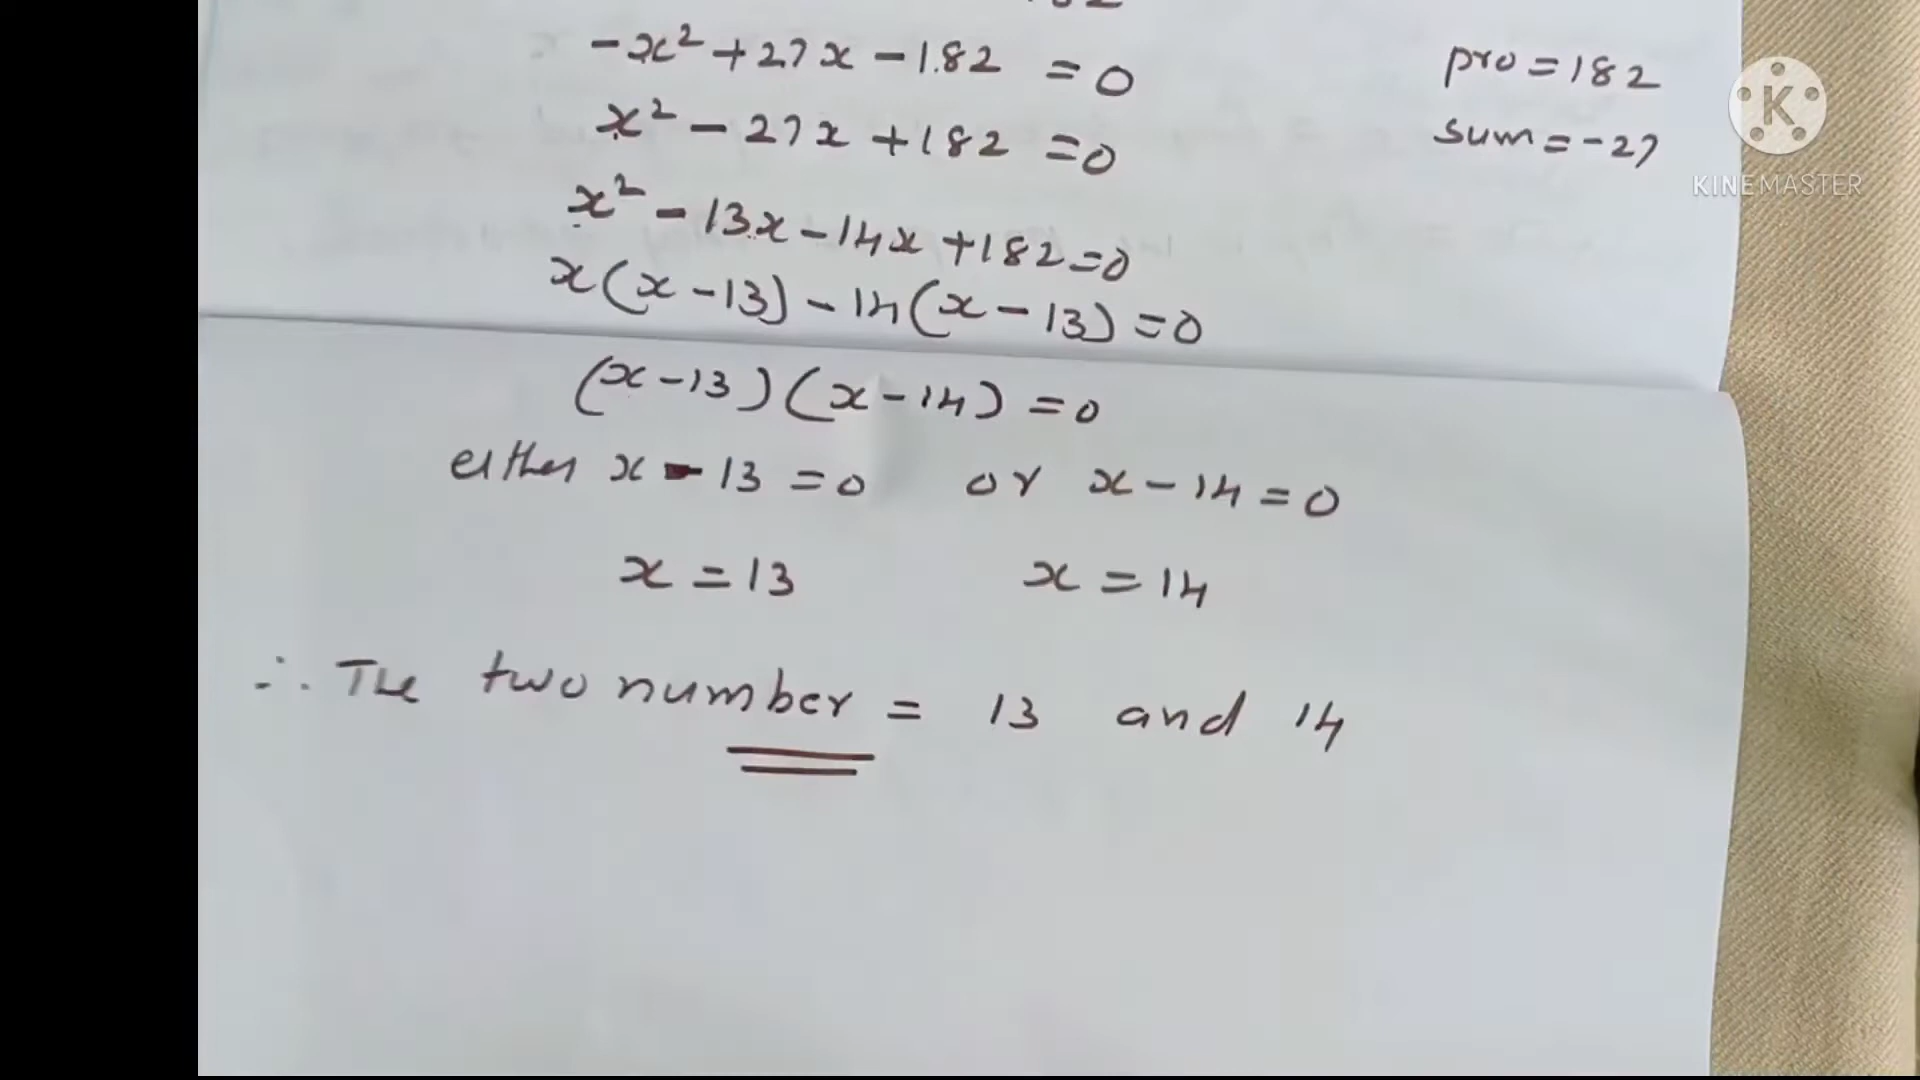 -x² + 27x - 182 = 0
pro = 182
x² - 27x + 182 = 0
sum = -27
KINEMASTER
x² - 13x - 14x + 182 = 0
x(x - 13) - 14(x - 13) = 0
(x - 13)(x - 14) = 0
either x - 13 = 0 or x - 14 = 0
x = 13 x = 14
∴ The two number = 13 and 14